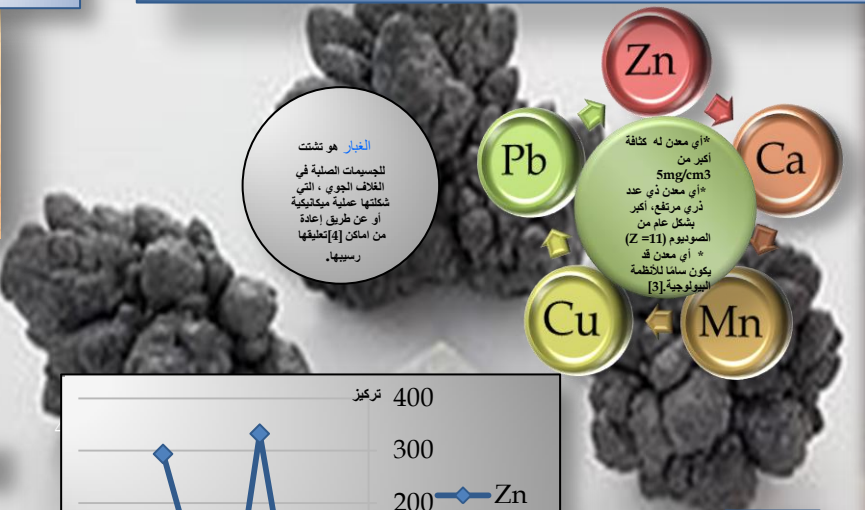 Zn
Ca
Mn
Cu
Pb
*أي معدن له كثافة
أكبر من
5mg/cm3
*أي معدن ذي عدد
ذري مرتفع، أكبر
بشكل عام من
الصوديوم (Z =11)
* أي معدن قد
يكون سامًا للأنظمة
البيولوجية.[3]
الغبار هو تشتت
للجسيمات الصلبة في
الغلاف الجوي ، التي
شكلتها عملية ميكانيكية
أو عن طريق إعادة
تعليقها[4] من اماكن
رسيبها.
تركيز
400
300
200
Zn